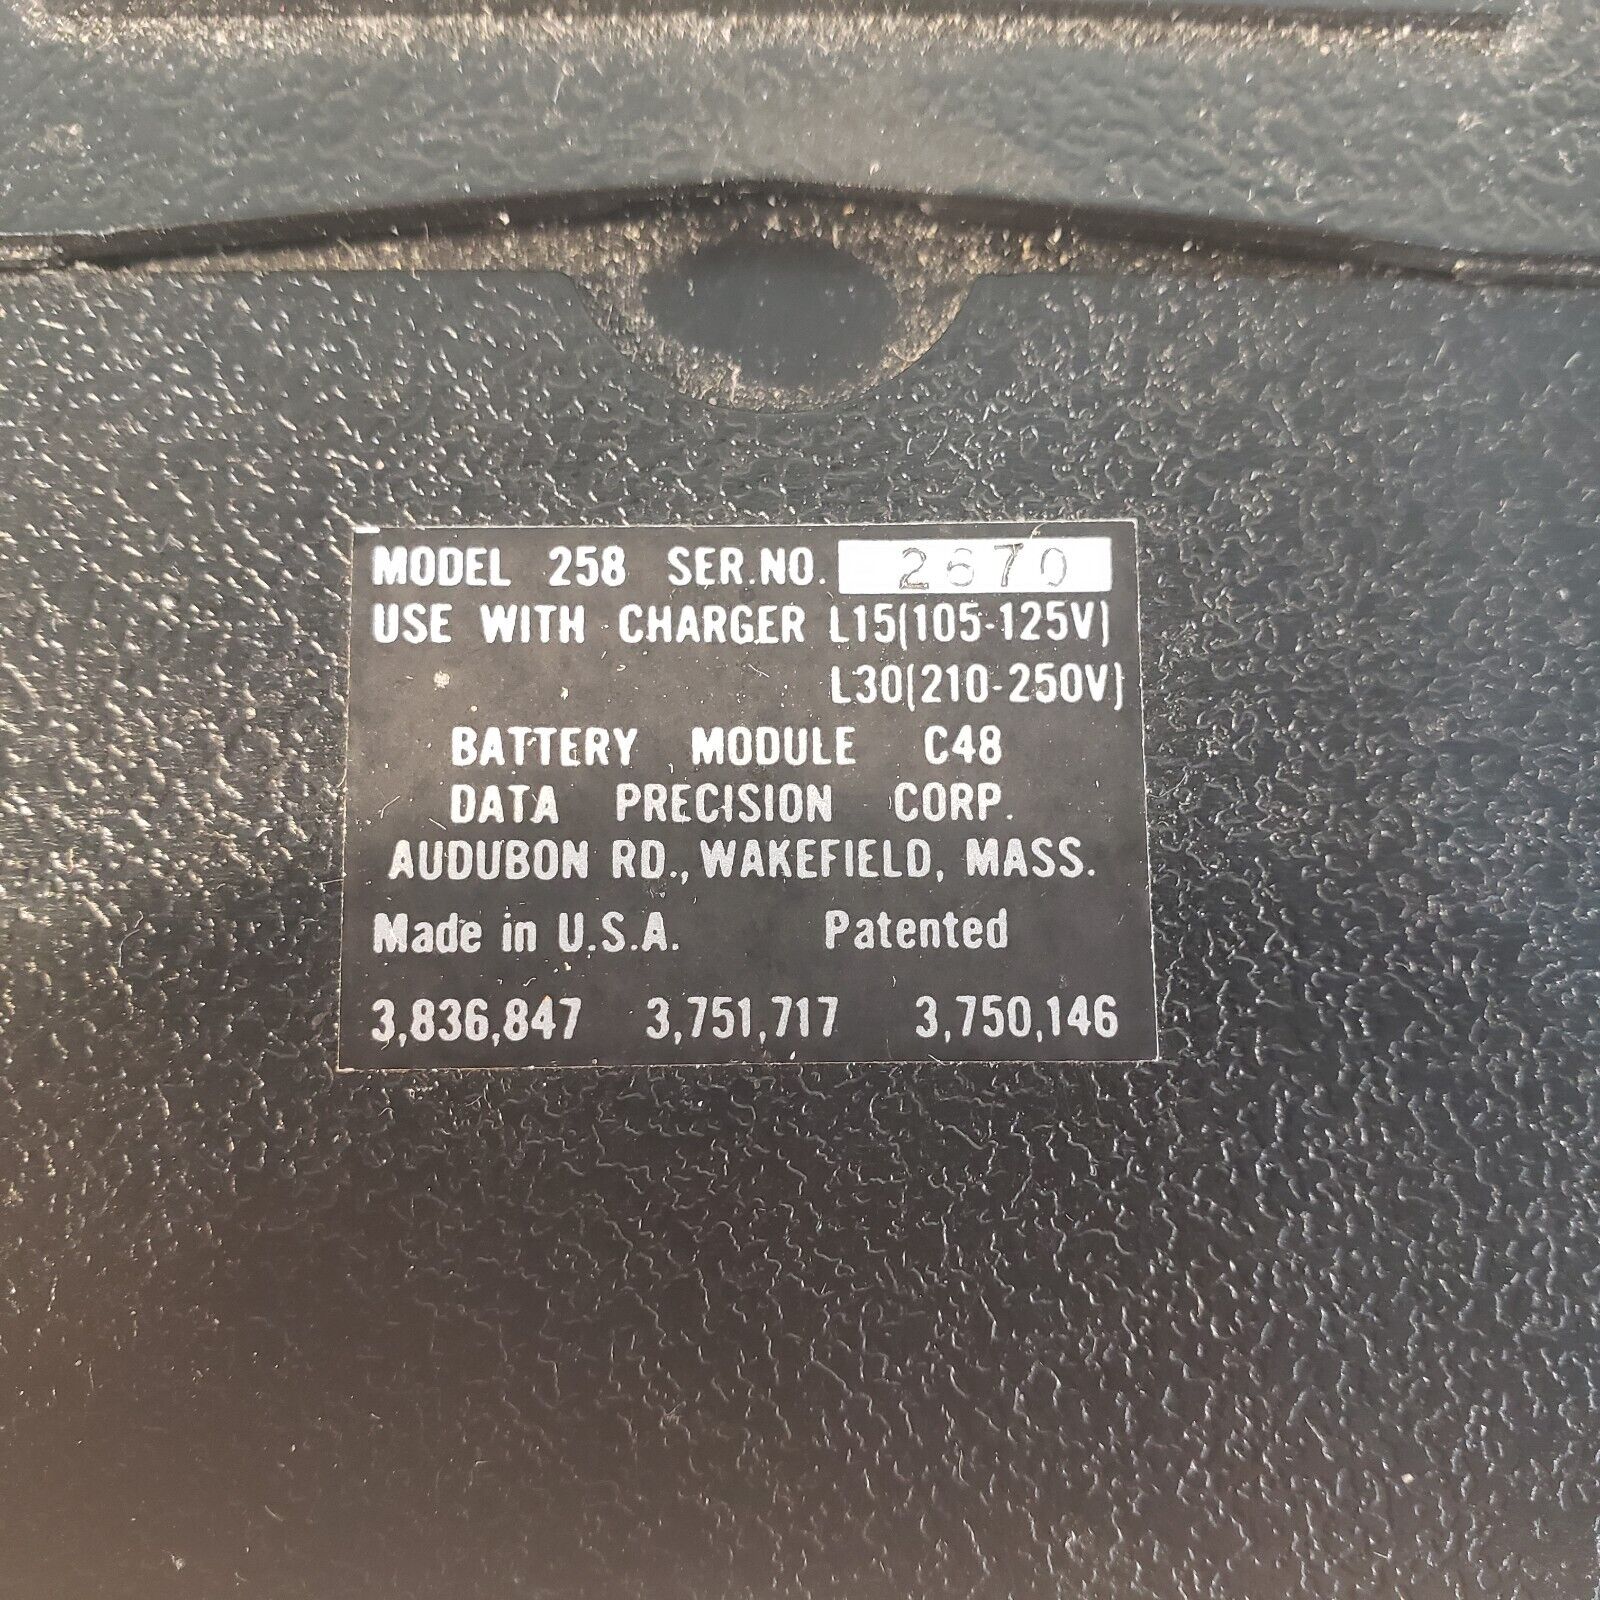 MODEL 258 SER.NO. 2670
USE WITH CHARGER L15(105-125V)
L30(210-250V)
BATTERY MODULE C48
DATA PRECISION CORP.
AUDUBON RD., WAKEFIELD, MASS.
Made in U.S.A. Patented
3,836,847 3,751,717 3,750,146